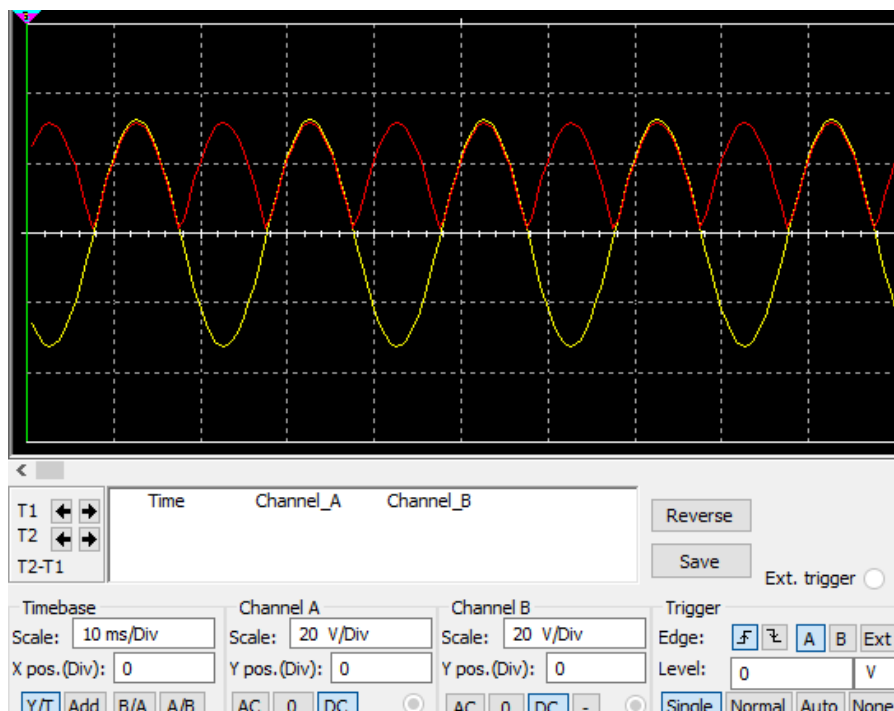 Time Channel_A Channel_B
T1
T2
T2-T1
Reverse
Save
Ext. trigger
Timebase
Scale: 10 ms/Div
X pos.(Div): 0
Y/T Add B/A A/B
Channel A
Scale: 20 V/Div
Y pos.(Div): 0
AC 0 DC
Channel B
Scale: 20 V/Div
Y pos.(Div): 0
AC 0 DC -
Trigger
Edge: A B Ext
Level: 0 V
Single Normal Auto None